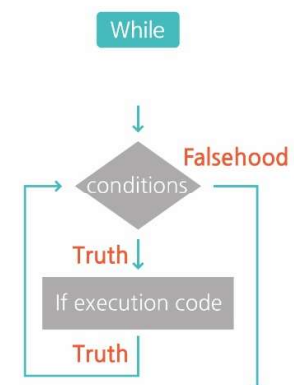 While
Falsehood
conditions
Truth
If execution code
Truth